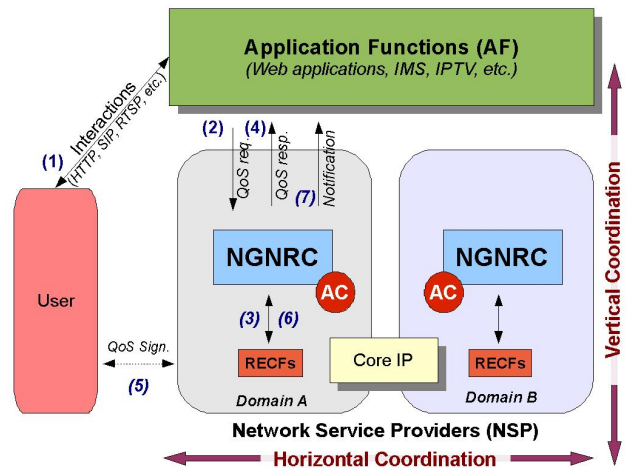 Application Functions (AF)
(Web applications, IMS, IPTV, etc.)
(1)
Interactions
(HTTP, SIP, RTSP, etc.)
(2)
QoS req.
(4)
QoS resp.
(7)
Notification
User
NGNRC
AC
(3)
(6)
RECFs
Domain A
NGNRC
AC
RECFs
Domain B
Core IP
QoS Sign.
(5)
Network Service Providers (NSP)
Horizontal Coordination
Vertical Coordination